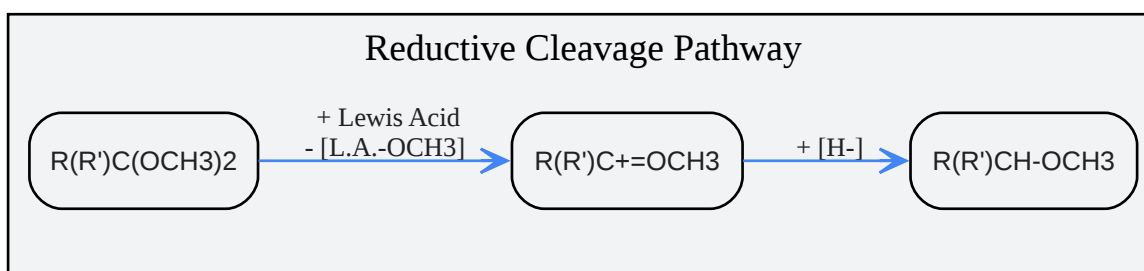 Reductive Cleavage Pathway
+ Lewis Acid
- [L.A.-OCH3]
+ [H-]
R(R')C(OCH3)2
R(R')C+=OCH3
R(R')CH-OCH3